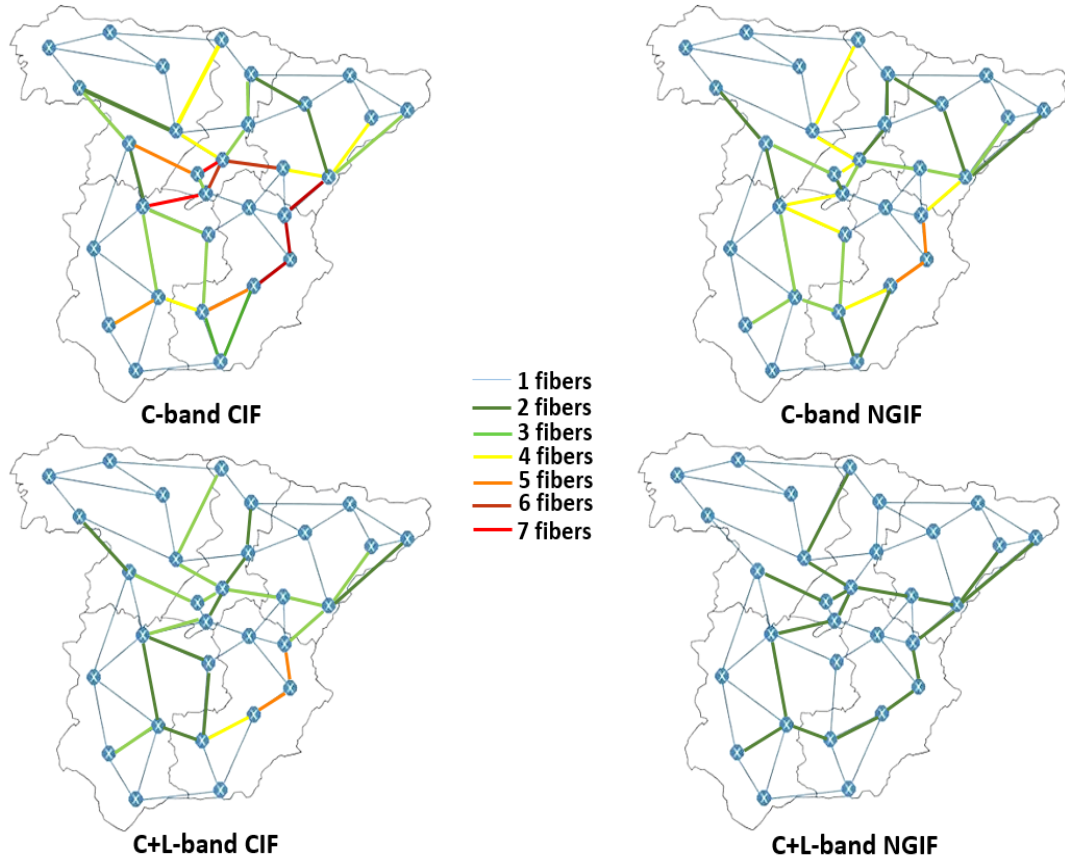 C-band CIF
C-band NGIF
1 fibers
2 fibers
3 fibers
4 fibers
5 fibers
6 fibers
7 fibers
C+L-band CIF
C+L-band NGIF